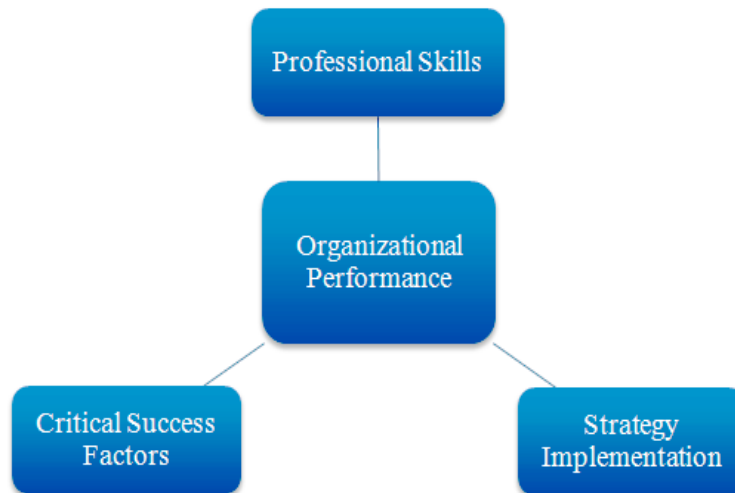 Professional Skills
Organizational
Performance
Critical Success
Factors
Strategy
Implementation